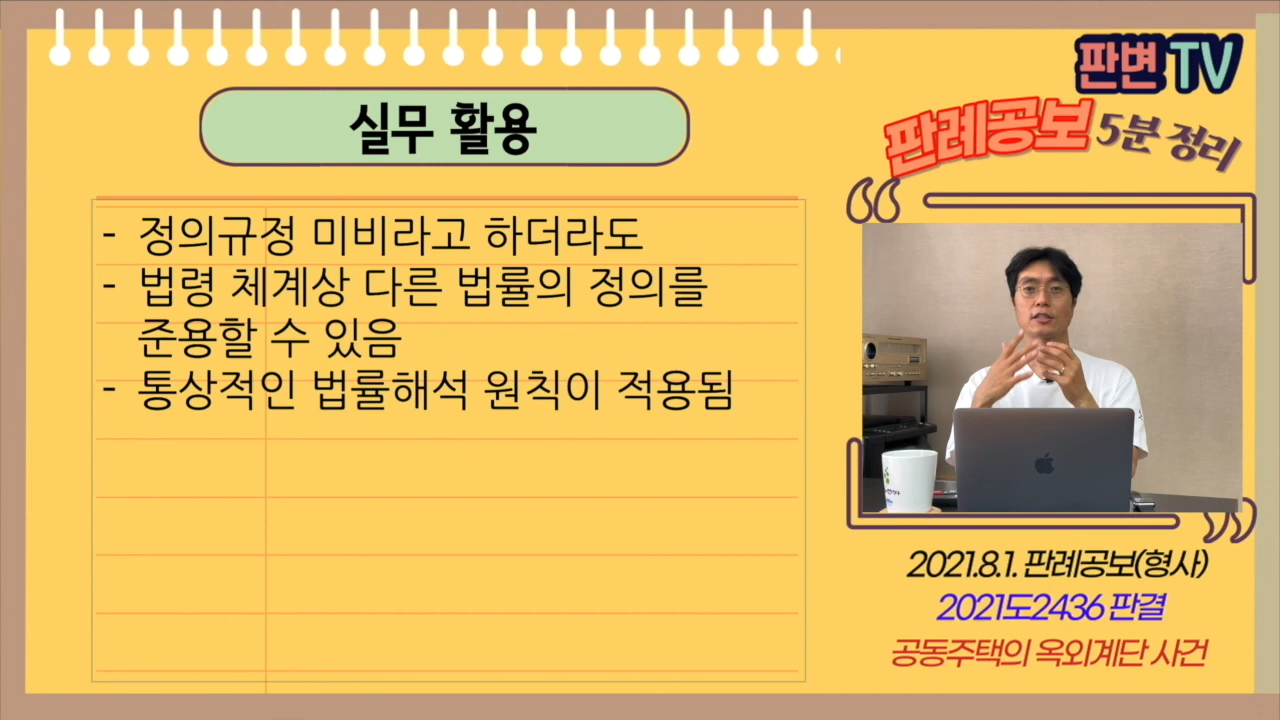 실무 활용
- 정의규정 미비라고 하더라도
- 법령 체계상 다른 법률의 정의를
준용할 수 있음
- 통상적인 법률해석 원칙이 적용됨
판변 TV
판례공보 5분 정리
2021.8.1. 판례공보(형사)
2021도2436 판결
공동주택의 옥외계단 사건